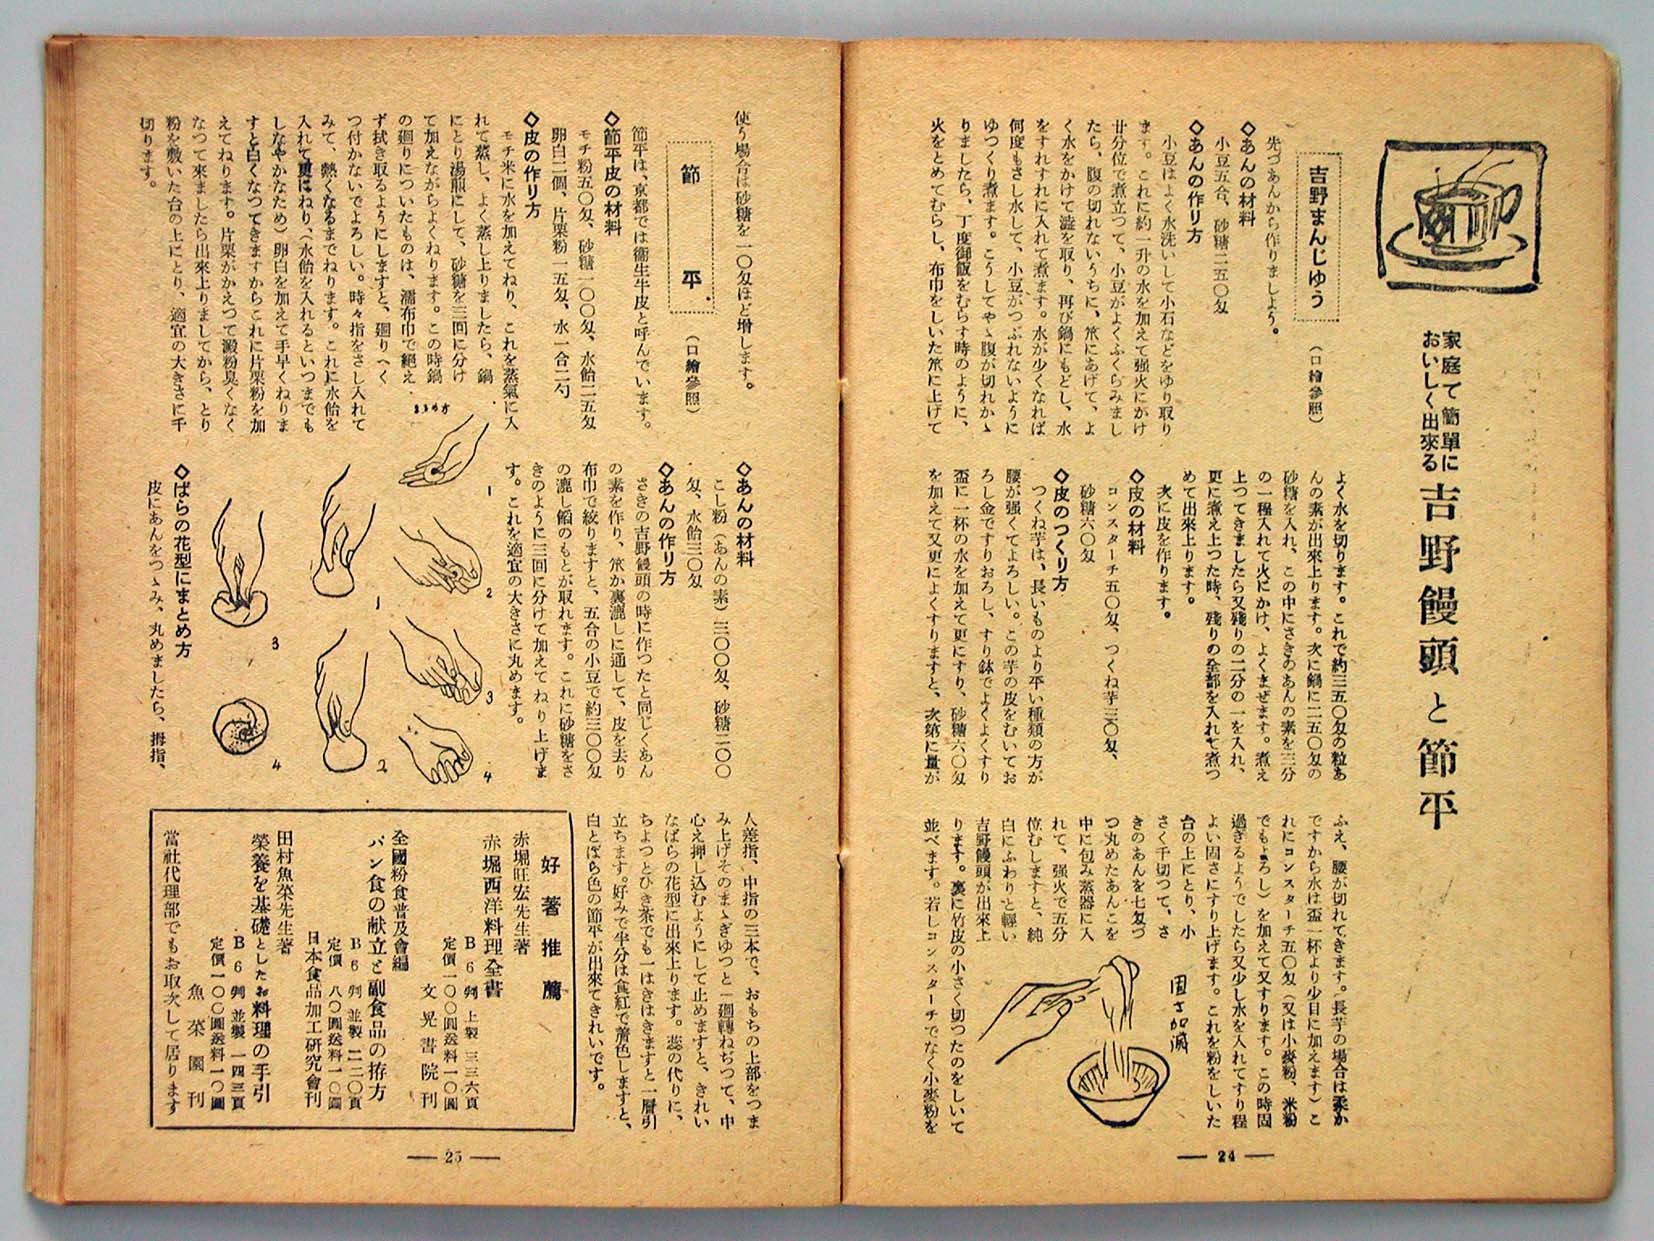 家庭で簡單に
おいしく出來る
吉野饅頭と節平
吉野まんじゆう
(口繪參照)
先づあんから作りましよう。
◇あんの材料
小豆五合、砂糖二五〇匁
◇あんの作り方
小豆はよく水洗いして小石などをゆり取り
ます。これに約一升の水を加えて强火にかけ
廿分位で煮立つて、小豆がよくふくらみまし
たら、腹の切れないうちに、笊にあげて、よ
く水をかけて澁を取り、再び鍋にもどし、水
をすれすれに入れて煮ます。水が少くなれば
何度もさし水して、小豆がつぶれないように
ゆつくり煮ます。こうしてやゝ腹が切れかゝ
りましたら、丁度御飯をむらす時のように、
火をとめてむらし、布巾をしいた笊に上げて
よく水を切ります。これで約三五〇匁の粒あ
んの素が出來上ります。次に鍋に二五〇匁の
砂糖を入れ、この中にさきのあんの素を三分
の一程入れて火にかけ、よくまぜます。煮え
上つてきましたら又殘りの二分の一を入れ、
更に煮え上つた時、殘りの全部を入れて煮つ
めて出來上ります。
次に皮を作ります。
◇皮の材料
コンスターチ五〇匁、つくね芋三〇匁、
砂糖六〇匁
◇皮のつくり方
つくね芋は、長いものより平い種類の方が
腰が强くてよろしい。この芋の皮をむいてお
ろし金ですりおろし、すり鉢でよくよくすり
盃に一杯の水を加えて更にすり、砂糖六〇匁
を加えて又更によくすりますと、次第に量が
ふえ、腰が切れてきます。長芋の場合は柔か
ですから水は盃一杯より少目に加えます)こ
れにコンスターチ五〇匁(又は小麥粉、米粉
でもよろし)を加えて又すります。この時固
過ぎるようでしたら又少し水を入れてすり程
よい固さにすり上げます。これを粉をしいた
台の上にとり、小
さく千切つて、さ
きのあんを七匁づ
つ丸めたあんこを
中に包み蒸器に入
れて、强火で五分
位むしますと、純
白にふわりと輕い
吉野饅頭が出來上
ります。裏に竹皮の小さく切つたのをしいて
並べます。若しコンスターチでなく小麥粉を
固さ加減
— 24 —
使う場合は砂糖を一〇匁ほど增します。
節平
(口繪參照)
節平は、京都では衞生牛皮と呼んでいます。
◇節平皮の材料
モチ粉五〇匁、砂糖一〇〇匁、水飴二五匁
卵白二個、片栗粉一五匁、水一合二勺
◇皮の作り方
モチ米に水を加えてねり、これを蒸氣に入
れて蒸し、よく蒸し上りましたら、鍋
にとり湯煎にして、砂糖を三回に分け
て加えながらよくねります。この時鍋
の廻りについたものは、濡布巾で絕え
ず拭き取るようにしますと、廻りへく
つ付かないでよろしい。時々指をさし入れて
みて、熱くなるまでねります。これに水飴を
入れて更にねり、(水飴を入れるといつまでも
しなやかなため)卵白を加えて手早くねりま
すと白くなつてきますからこれに片栗粉を加
えてねります。片栗がかえつて澱粉臭くなく
なつて來ましたら出來上りましてから、とり
粉を敷いた台の上にとり、適宜の大きさに千
切ります。
◇あんの材料
こし粉(あんの素)三〇〇匁、砂糖二〇〇
匁、水飴三〇匁
◇あんの作り方
さきの吉野饅頭の時に作つたと同じくあん
の素を作り、笊か裏漉しに通して、皮を去り
布巾で絞りますと、五合の小豆で約三〇〇匁
の漉し餡のもとが取れます。これに砂糖をさ
きのように三回に分けて加えてねり上げま
す。これを適宜の大きさに丸めます。
1
2
3
4
1
2
3
4
◇ばらの花型にまとめ方
皮にあんをつゝみ、丸めましたら、拇指、
人差指、中指の三本で、おもちの上部をつま
み上げそのまゝぎゆつと一廻轉ねぢつて、中
心え押し込むようにして止めますと、きれい
なばらの花型に出來上ります。蕊の代りに、
ちよつとひき茶でも一はきはきますと一層引
立ちます。好みで半分は食紅で着色しますと、
白とばら色の節平が出來てきれいです。
好著推薦
赤堀旺宏先生著
赤堀西洋料理全書
B6判 上製 三三六頁
定價一〇〇圓送料一〇圓
文晃書院刊
全國粉食普及會編
パン食の献立と副食品の拵方
B6判 並製 二二〇頁
定價 八〇圓送料一〇圓
日本食品加工研究會刊
田村魚菜先生著
榮養を基礎としたお料理の手引
B6判 並製 一四三頁
定價一〇〇圓送料一〇圓
魚菜園刊
當社代理部でもお取次して居ります
— 25 —